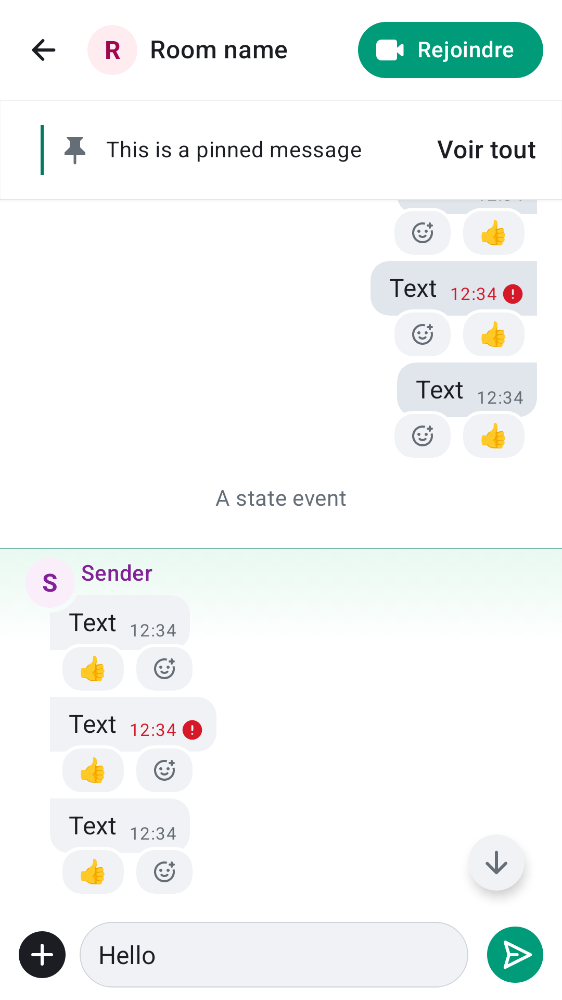 R Room name Rejoindre
This is a pinned message Voir tout
Text 12:34
Text 12:34
A state event
S Sender
Text 12:34
Text 12:34
Text 12:34
Hello